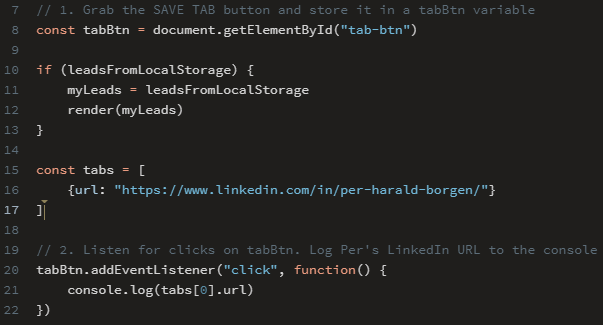 7 // 1. Grab the SAVE TAB button and store it in a tabBtn variable
8 const tabBtn = document.getElementById("tab-btn")
9
10 if (leadsFromLocalStorage) {
11     myLeads = leadsFromLocalStorage
12     render(myLeads)
13 }
14
15 const tabs = [
16     {url: "https://www.linkedin.com/in/per-harald-borgen/"}
17 ]
18
19 // 2. Listen for clicks on tabBtn. Log Per's LinkedIn URL to the console
20 tabBtn.addEventListener("click", function() {
21     console.log(tabs[0].url)
22 })